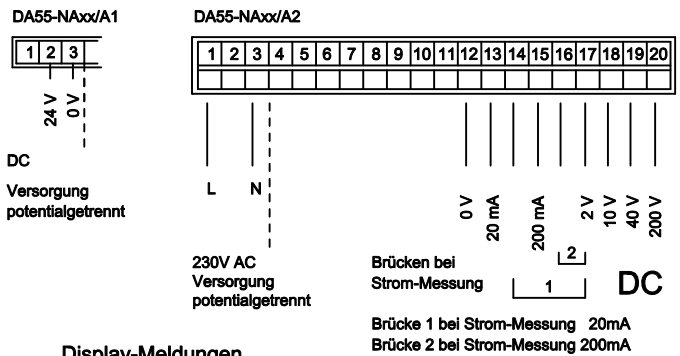 DA55-NAxx/A1
DA55-NAxx/A2
1 2 3
1 2 3 4 5 6 7 8 9 10 11 12 13 14 15 16 17 18 19 20
24 V
0 V
DC
Versorgung
potentialgetrennt
L N
230V AC
Versorgung
potentialgetrennt
0 V
20 mA
200 mA
2 V
10 V
40 V
200 V
Brücken bei
Strom-Messung
2
1
DC
Brücke 1 bei Strom-Messung 20mA
Brücke 2 bei Strom-Messung 200mA
Display-Meldungen